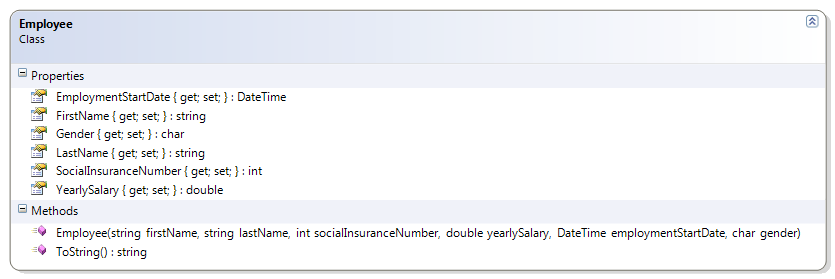 Employee
Class
Properties
EmploymentStartDate { get; set; } : DateTime
FirstName { get; set; } : string
Gender { get; set; } : char
LastName { get; set; } : string
SocialInsuranceNumber { get; set; } : int
YearlySalary { get; set; } : double
Methods
Employee(string firstName, string lastName, int socialInsuranceNumber, double yearlySalary, DateTime employmentStartDate, char gender)
ToString() : string